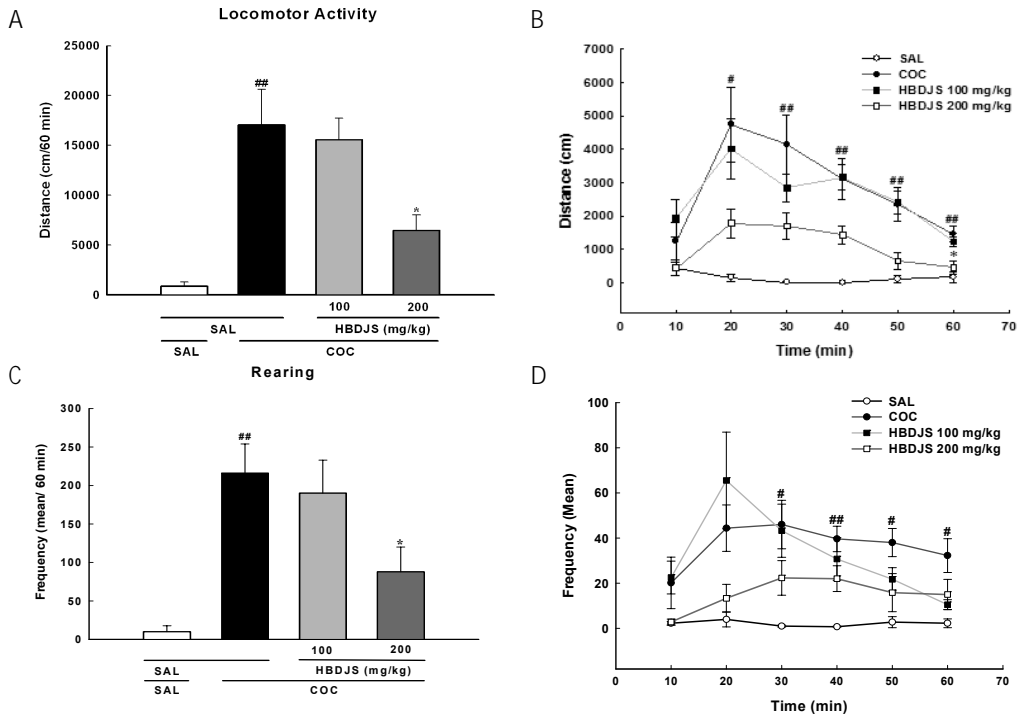 A
Locomotor Activity
25000
20000
15000
10000
5000
0
Distance (cm/60 min)
##
*
100 200
SAL HBDJS (mg/kg)
SAL COC
B
7000
6000
5000
4000
3000
2000
1000
0
Distance (cm)
SAL
COC
HBDJS 100 mg/kg
HBDJS 200 mg/kg
#
##
##
##
##
*
0 10 20 30 40 50 60 70
Time (min)
C
Rearing
300
250
200
150
100
50
0
Frequency (mean/ 60 min)
##
*
100 200
SAL HBDJS (mg/kg)
SAL COC
D
100
80
60
40
20
0
Frequency (Mean)
SAL
COC
HBDJS 100 mg/kg
HBDJS 200 mg/kg
#
##
#
#
0 10 20 30 40 50 60 70
Time (min)